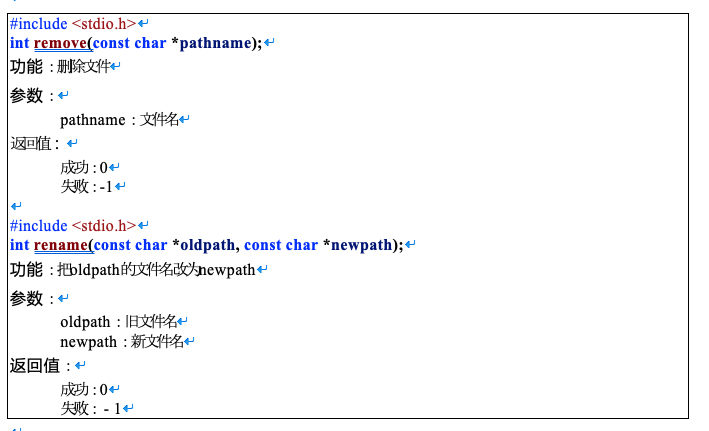 #include <stdio.h>
int remove(const char *pathname);
功能：删除文件
参数：
pathname：文件名
返回值：
成功：0
失败：-1
#include <stdio.h>
int rename(const char *oldpath, const char *newpath);
功能：把oldpath的文件名改为newpath
参数：
oldpath：旧文件名
newpath：新文件名
返回值：
成功：0
失败： - 1